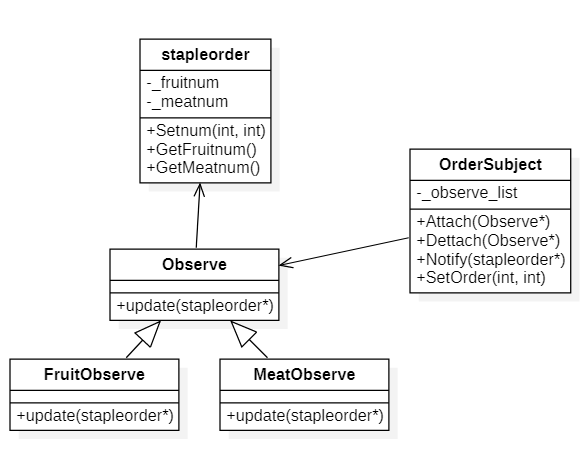 stapleorder
-_fruitnum
-_meatnum
+Setnum(int, int)
+GetFruitnum()
+GetMeatnum()
OrderSubject
-_observe_list
+Attach(Observe*)
+Dettach(Observe*)
+Notify(stapleorder*)
+SetOrder(int, int)
Observe
+update(stapleorder*)
FruitObserve
+update(stapleorder*)
MeatObserve
+update(stapleorder*)